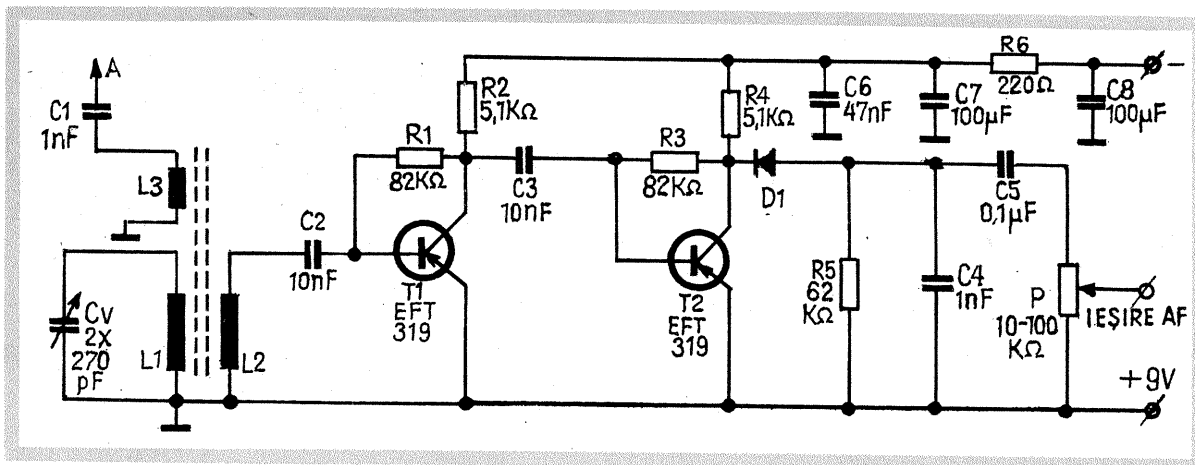 A
C1
1nF
L3
CV
2x
270
pF
L1
L2
C2
10nF
R1
82KΩ
R2
5,1KΩ
T1
EFT
319
C3
10nF
R3
82KΩ
R4
5,1KΩ
T2
EFT
319
D1
C6
47nF
C7
100µF
R6
220Ω
C8
100µF
-
R5
62
KΩ
C4
1nF
C5
0,1µF
P
10-100
KΩ
IEŞIRE AF
+9V